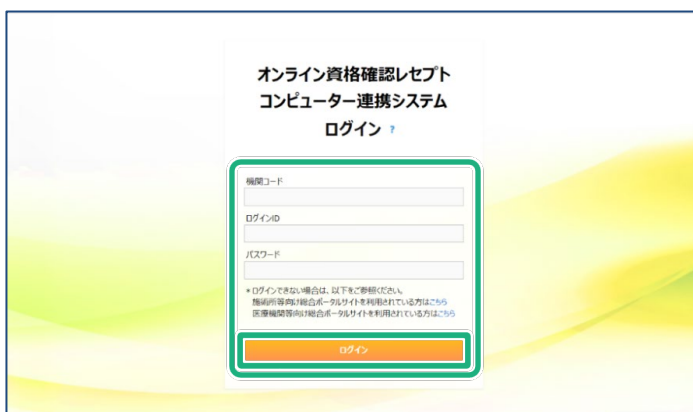 オンライン資格確認レセプト
コンピューター連携システム
ログイン ?
機関コード
ログインID
パスワード
* ログインできない場合は、以下をご参照ください。
施術所等向け総合ポータルサイトを利用されている方はこちら
医療機関等向け総合ポータルサイトを利用されている方はこちら
ログイン